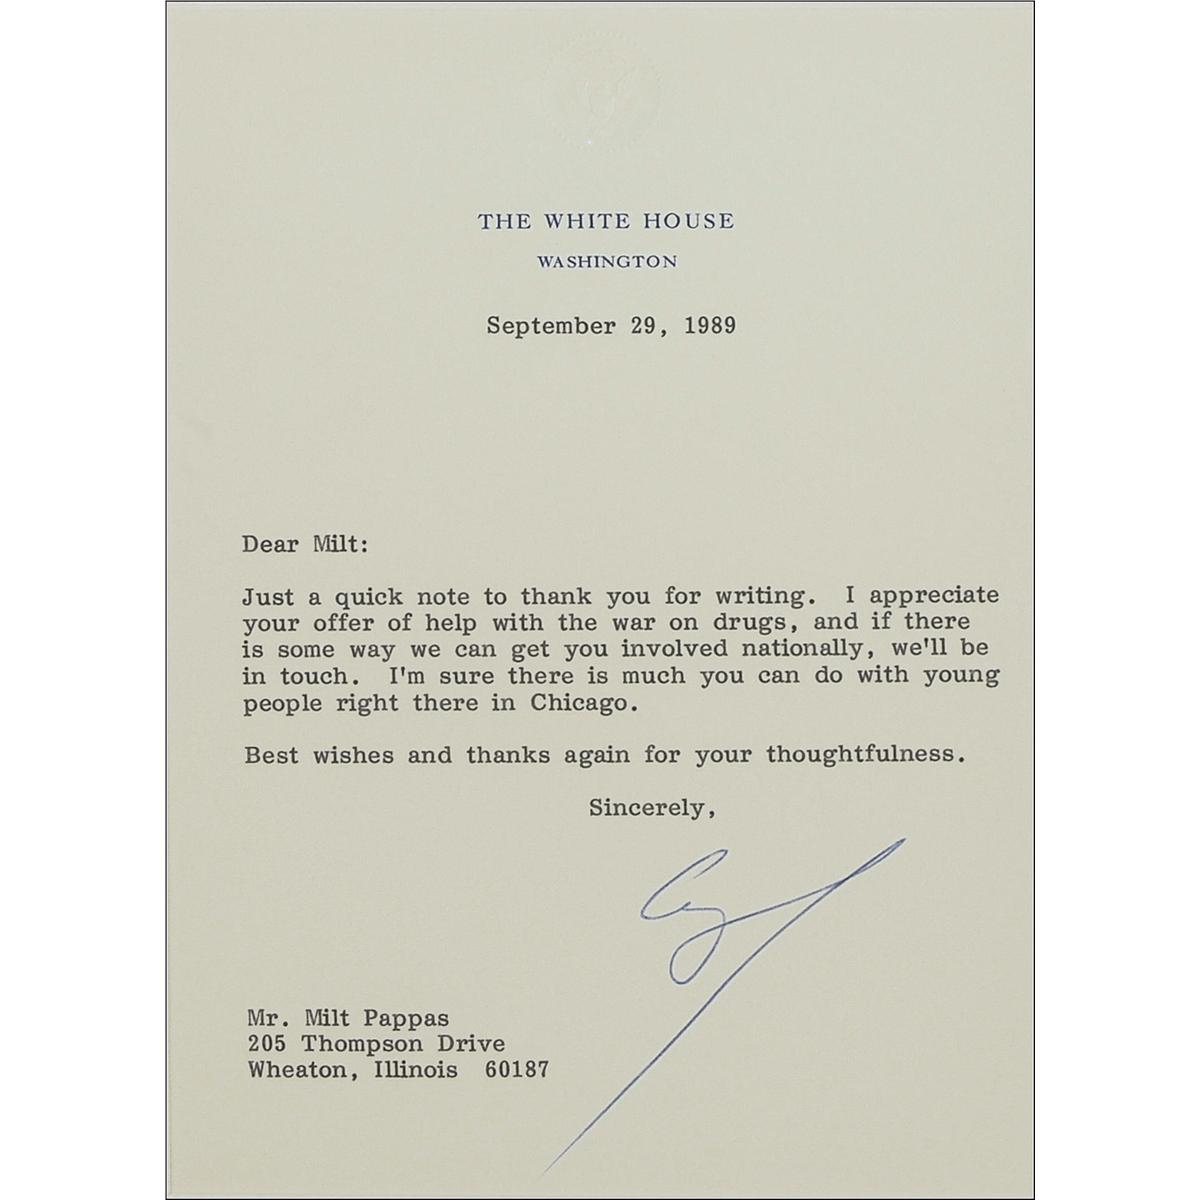 THE WHITE HOUSE
WASHINGTON
September 29, 1989
Dear Milt:
Just a quick note to thank you for writing.  I appreciate
your offer of help with the war on drugs, and if there
is some way we can get you involved nationally, we'll be
in touch.  I'm sure there is much you can do with young
people right there in Chicago.
Best wishes and thanks again for your thoughtfulness.
Sincerely,
Mr. Milt Pappas
205 Thompson Drive
Wheaton, Illinois  60187